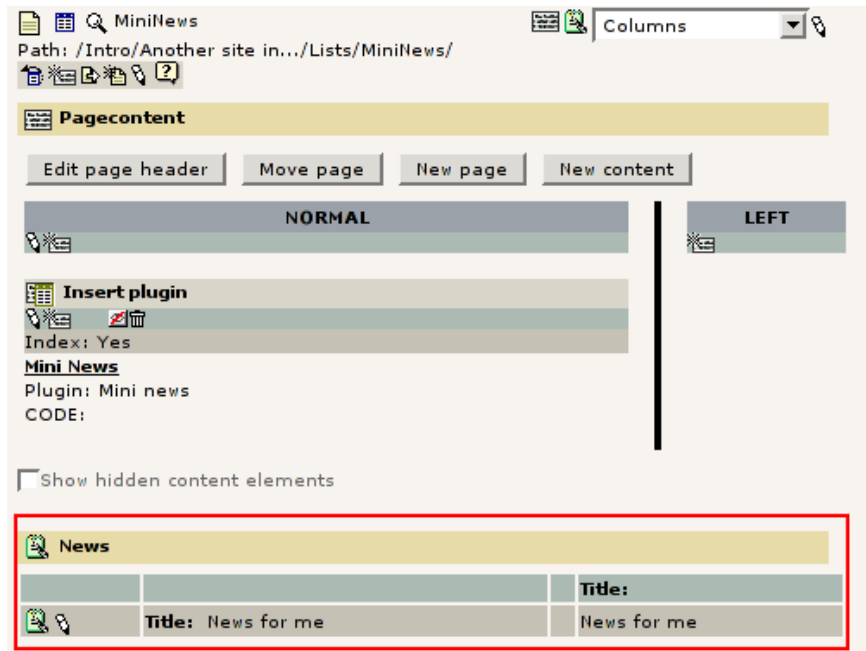 MiniNews
Columns
Path: /Intro/Another site in.../Lists/MiniNews/
Pagecontent
Edit page header Move page New page New content
NORMAL LEFT
Insert plugin
Index: Yes
Mini News
Plugin: Mini news
CODE:
Show hidden content elements
News
Title:
Title: News for me News for me